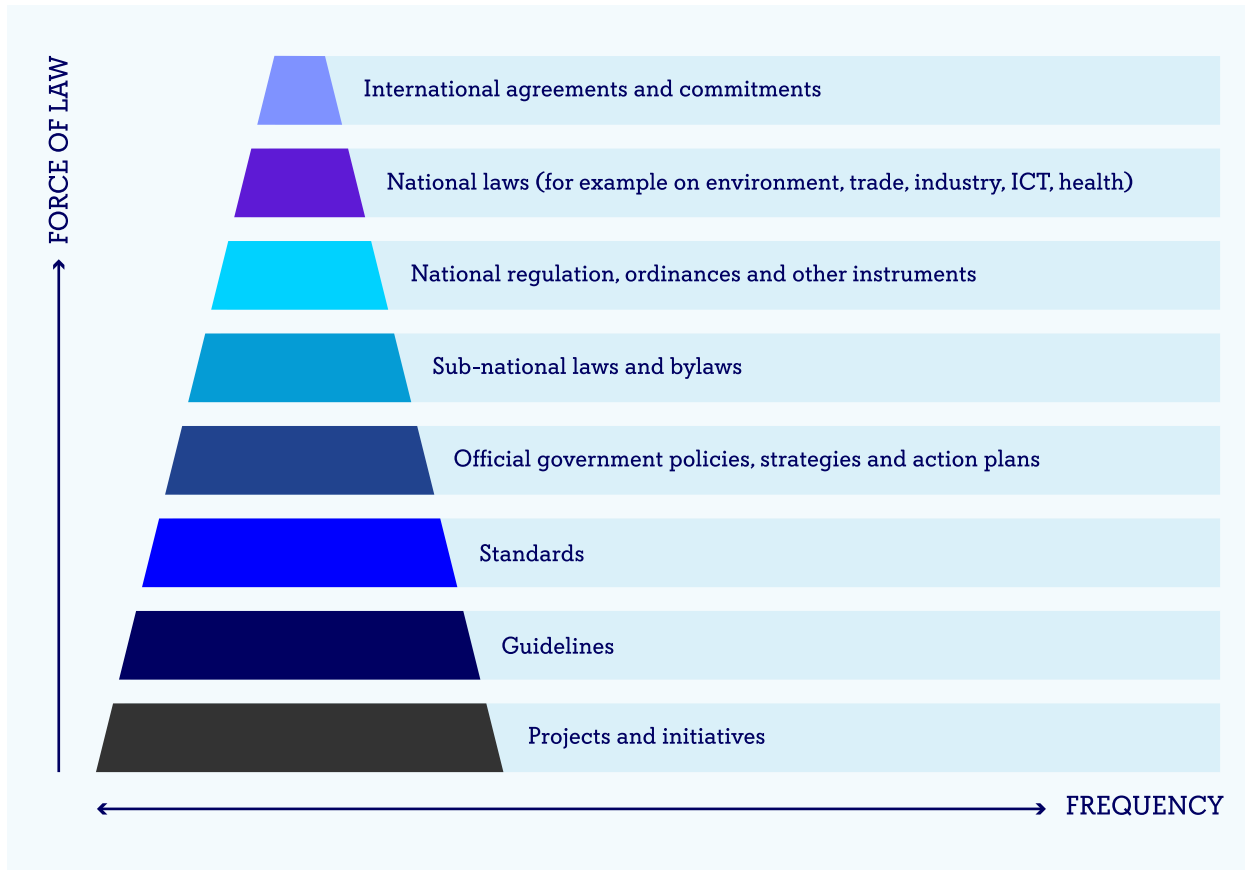 FORCE OF LAW
International agreements and commitments
National laws (for example on environment, trade, industry, ICT, health)
National regulation, ordinances and other instruments
Sub-national laws and bylaws
Official government policies, strategies and action plans
Standards
Guidelines
Projects and initiatives
FREQUENCY